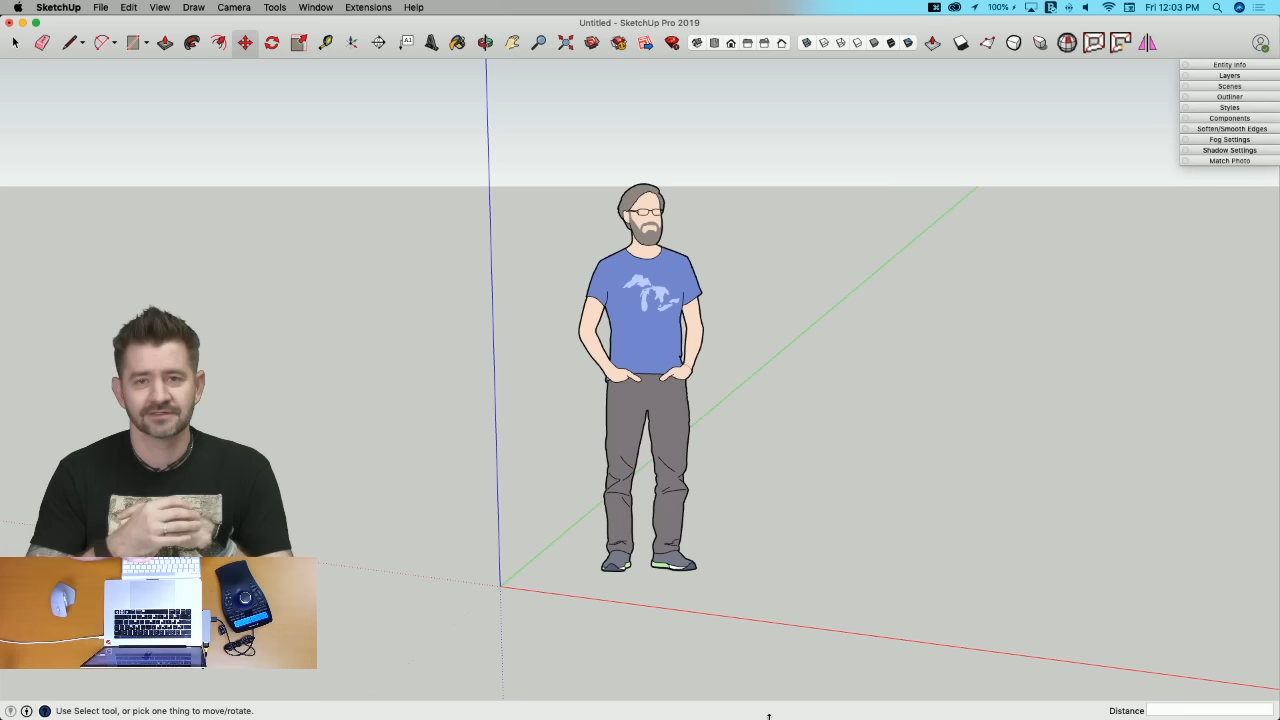 SketchUp File Edit View Draw Camera Tools Window Extensions Help 100% Fri 12:03 PM
Untitled - SketchUp Pro 2019
A1
Entity Info
Layers
Scenes
Outliner
Styles
Components
Soften/Smooth Edges
Fog Settings
Shadow Settings
Match Photo
Use Select tool, or pick one thing to move/rotate.
Distance